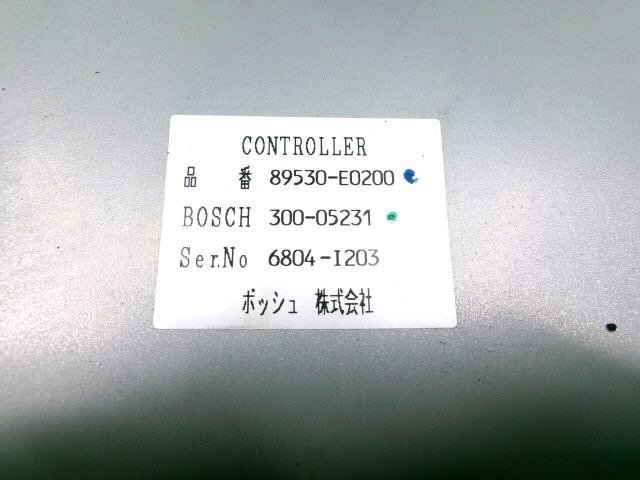 CONTROLLER
品 番 89530-E0200
BOSCH 300-05231
Ser.No 6804-I203
ボッシュ 株式会社